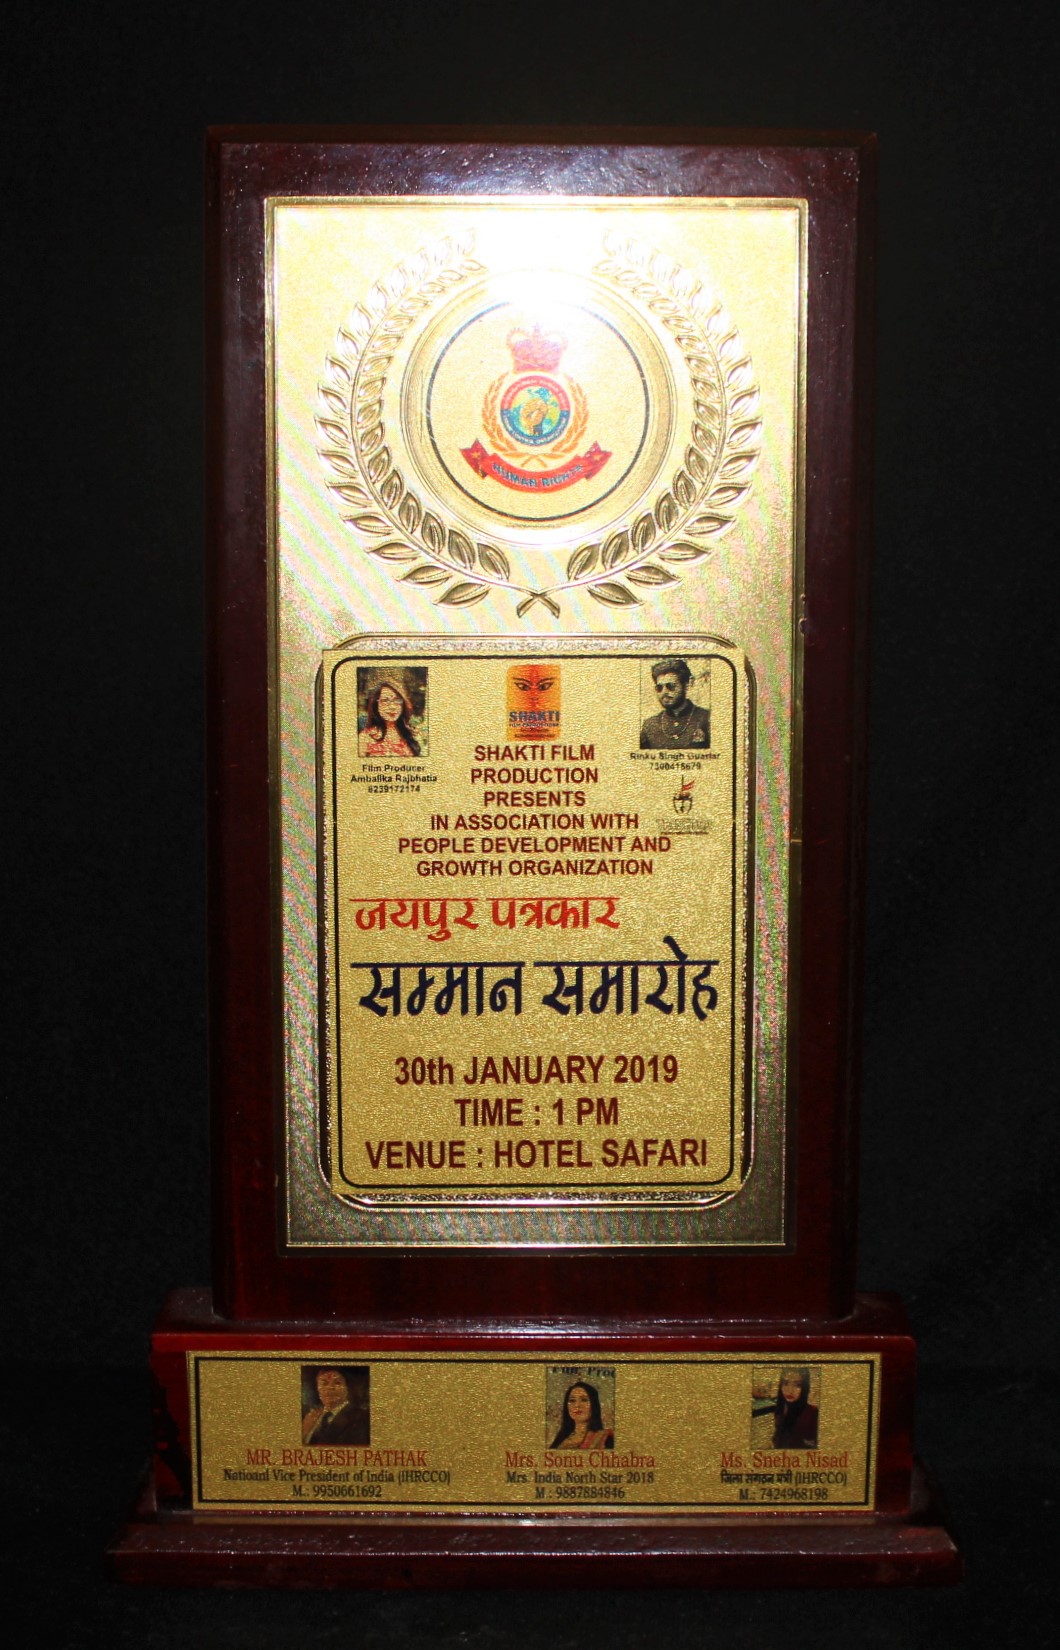 HUMAN RIGHTS
SHAKTI
Film Producer
Ambalika Rajbhatia
8239172174
Rinku Singh Guastar
7300418679
SHAKTI FILM
PRODUCTION
PRESENTS
IN ASSOCIATION WITH
PEOPLE DEVELOPMENT AND
GROWTH ORGANIZATION
जयपुर पत्रकार
सम्मान समारोह
30th JANUARY 2019
TIME : 1 PM
VENUE : HOTEL SAFARI
MR. BRAJESH PATHAK
Notioanl Vice President of India (IHRCCO)
M.: 9950661692
Mrs. Sonu Chhabra
Mrs. India North Star 2018
M : 9887884846
Ms. Sneha Nisad
जिला संगठन मंत्री (IHRCCO)
M.: 7424968198